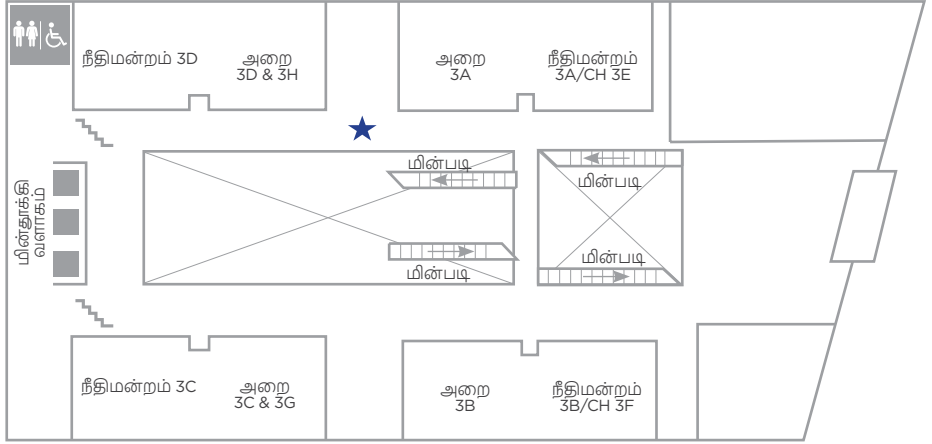 நீதிமன்றம் 3D
அறை
3D & 3H
அறை
3A
நீதிமன்றம்
3A/CH 3E
மின்படி
மின்படி
மின்தூக்கி
வளாகம்
மின்படி
மின்படி
நீதிமன்றம் 3C
அறை
3C & 3G
அறை
3B
நீதிமன்றம்
3B/CH 3F